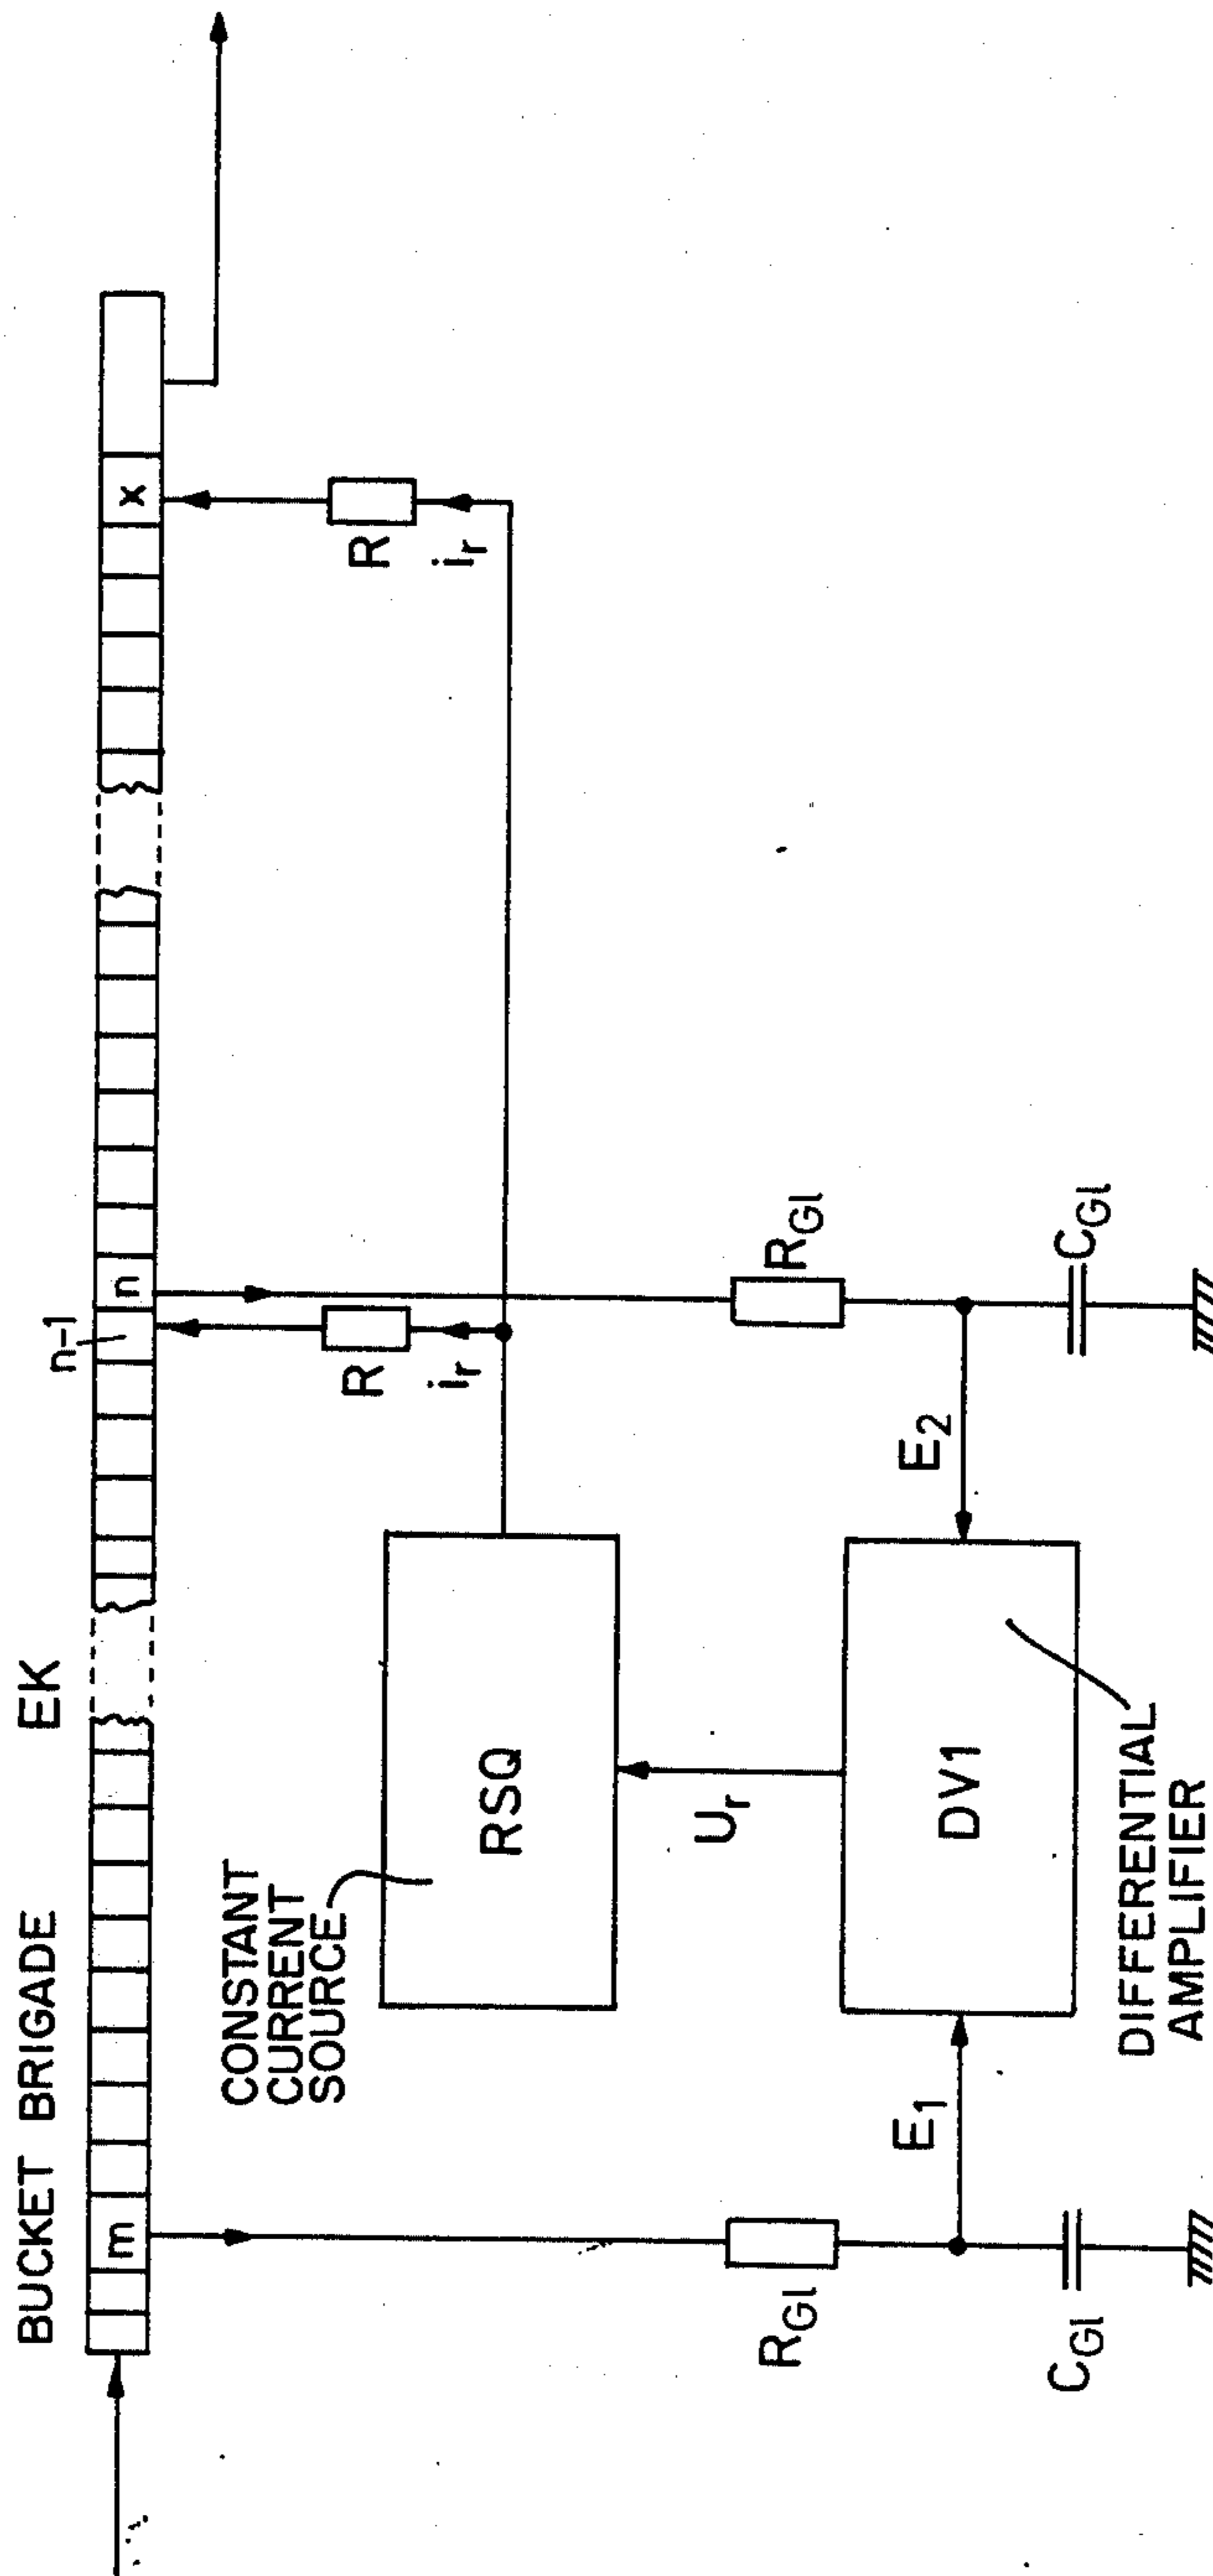 BUCKET BRIGADE EK
m
n-1
n
x
CONSTANT
CURRENT
SOURCE
RSQ
R
i_r
R
i_r
U_r
R_Gl
E_1
DV1
E_2
R_Gl
C_Gl
C_Gl
DIFFERENTIAL
AMPLIFIER